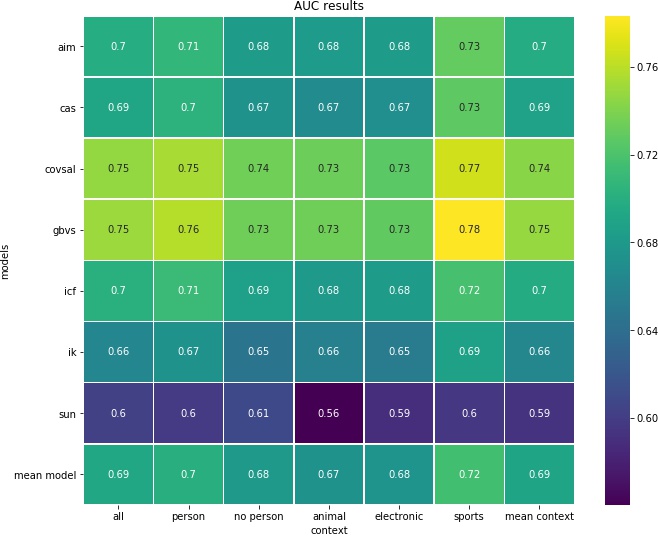 AUC results
aim 0.7 0.71 0.68 0.68 0.68 0.73 0.7
0.76
cas 0.69 0.7 0.67 0.67 0.67 0.73 0.69
0.72
covsal 0.75 0.75 0.74 0.73 0.73 0.77 0.74
gbvs 0.75 0.76 0.73 0.73 0.73 0.78 0.75
0.68
models
icf 0.7 0.71 0.69 0.68 0.68 0.72 0.7
0.64
ik 0.66 0.67 0.65 0.66 0.65 0.69 0.66
sun 0.6 0.6 0.61 0.56 0.59 0.6 0.59
0.60
mean model 0.69 0.7 0.68 0.67 0.68 0.72 0.69
all person no person animal electronic sports mean context
context